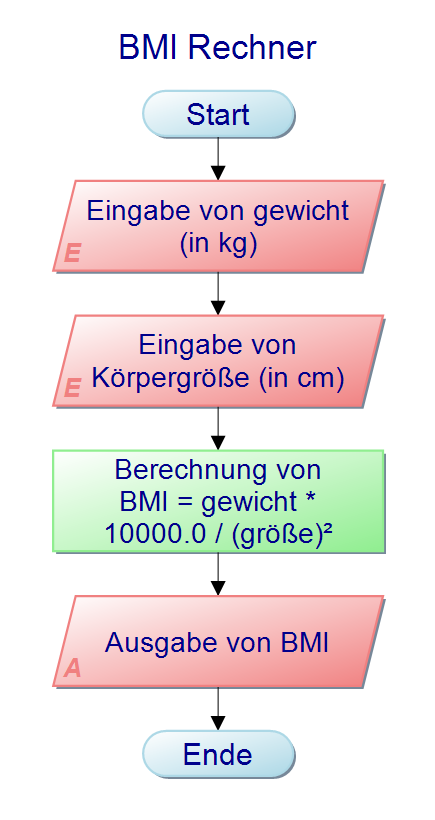 BMI Rechner
Start
Eingabe von gewicht
(in kg)
E
Eingabe von
Körpergröße (in cm)
E
Berechnung von
BMI = gewicht *
10000.0 / (größe)²
Ausgabe von BMI
A
Ende